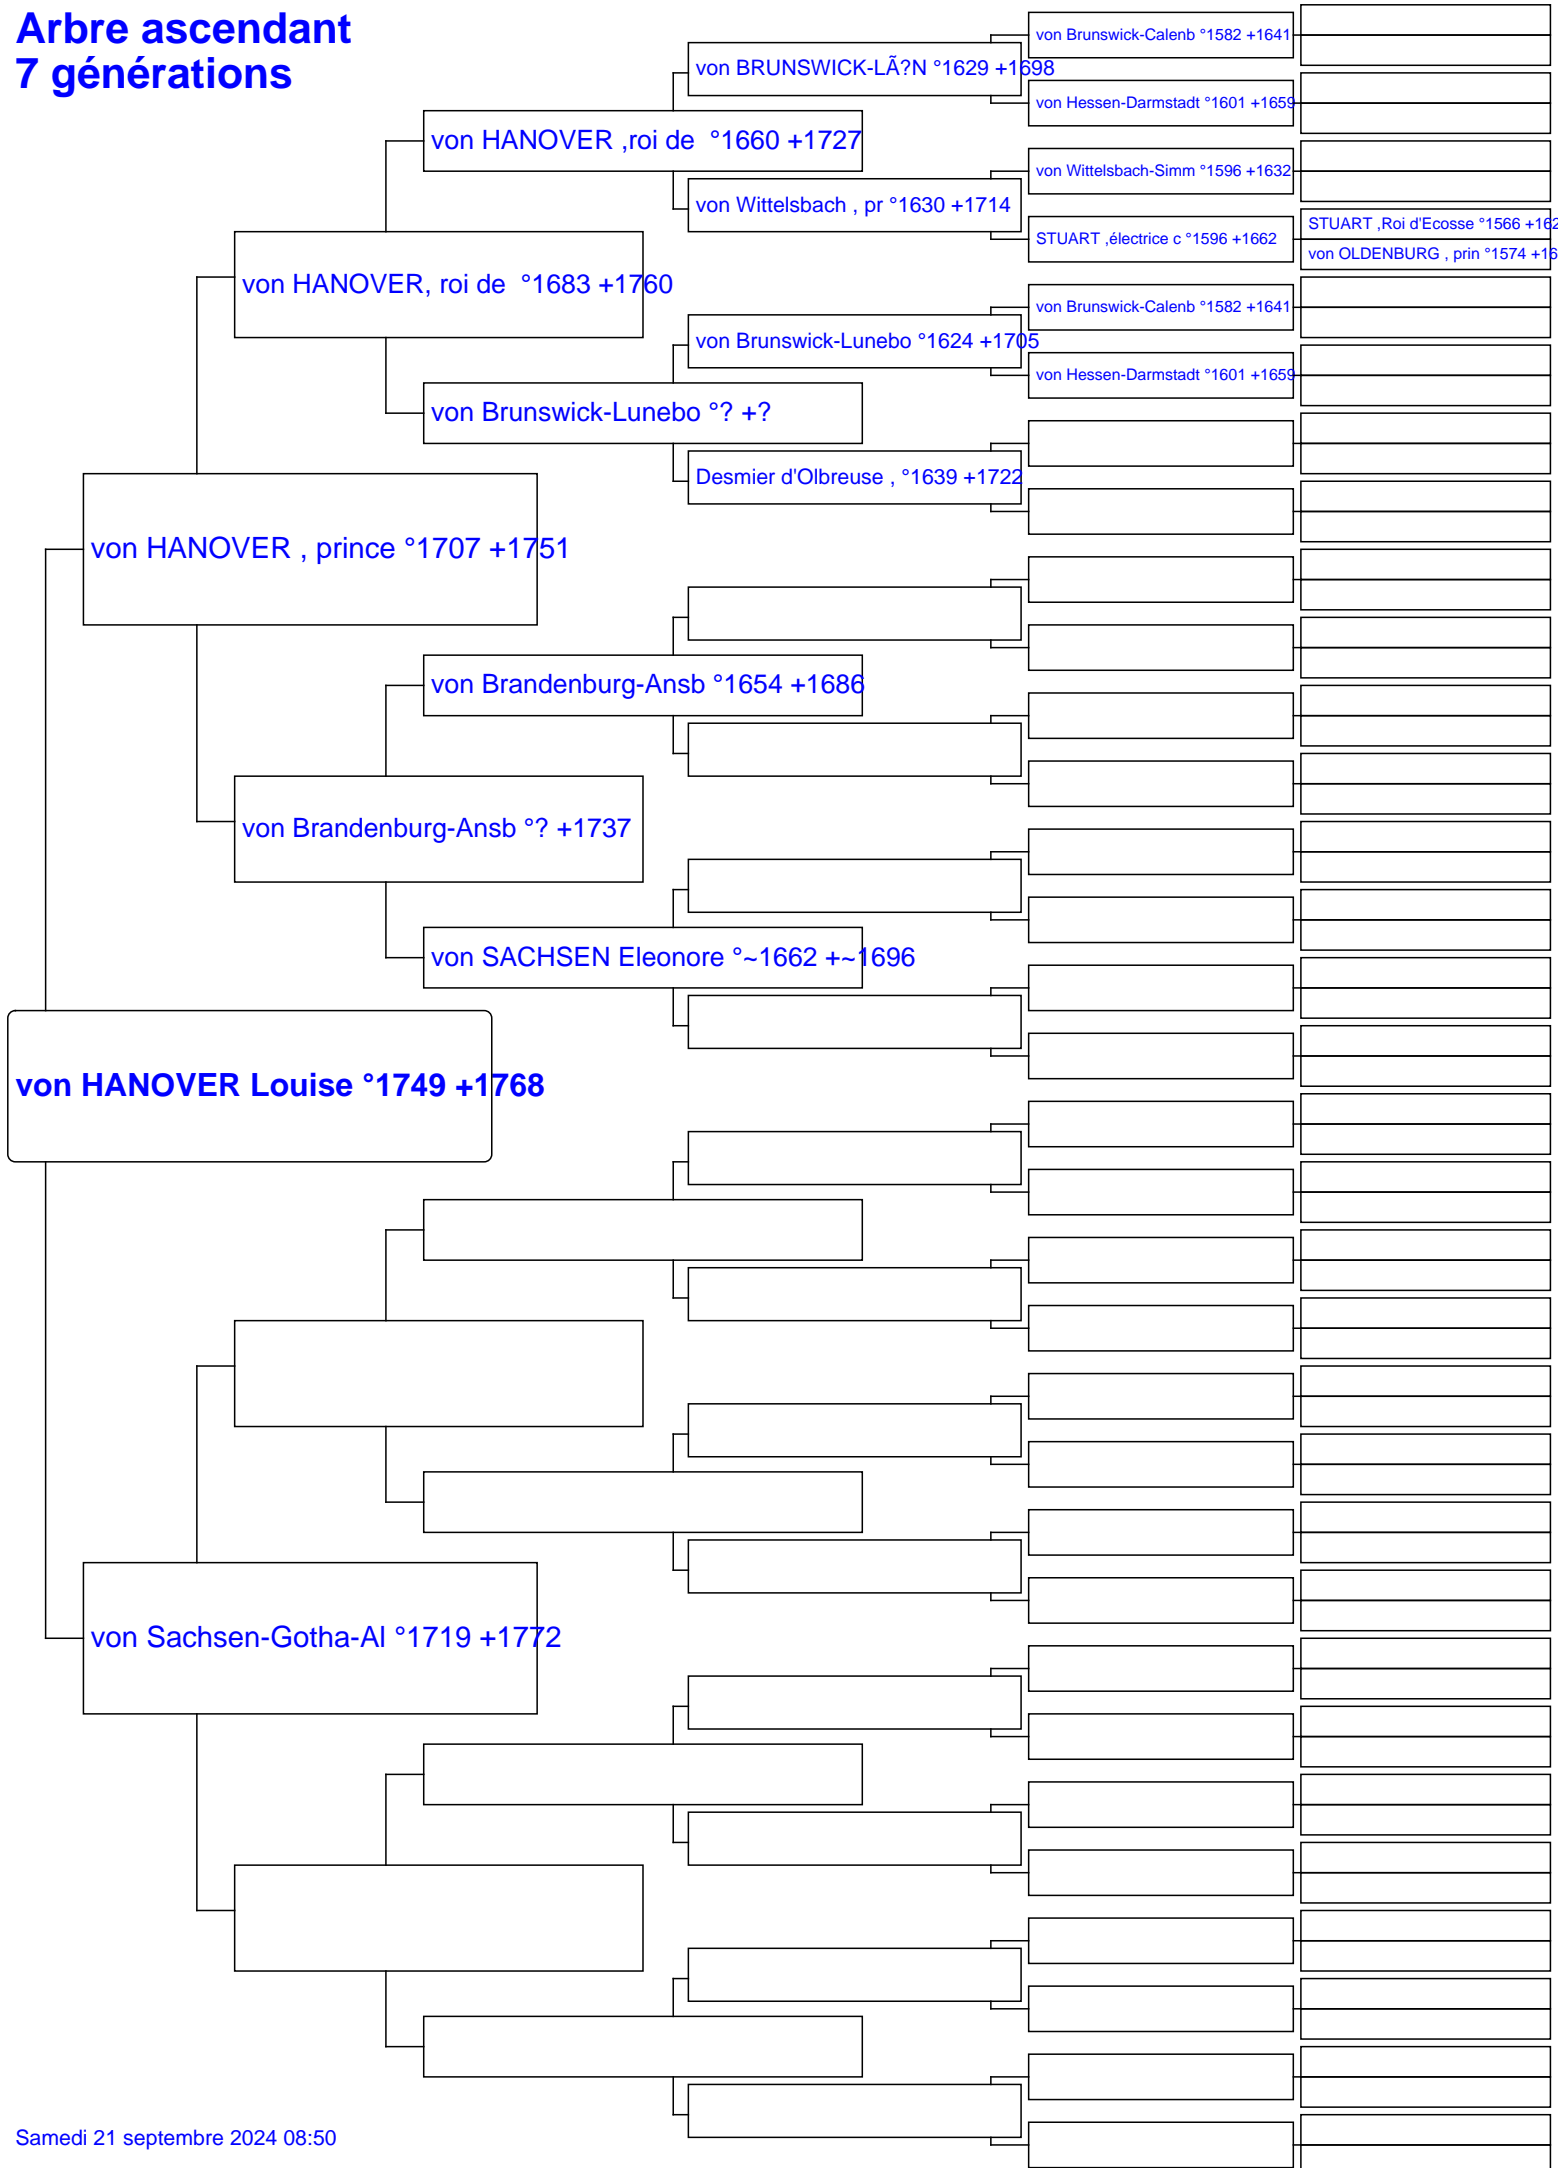 Arbre ascendant
7 générations
von Brunswick-Calenb °1582 +1641
von BRUNSWICK-LÃ?N °1629 +1698
von Hessen-Darmstadt °1601 +1659
von HANOVER ,roi de  °1660 +1727
von Wittelsbach-Simm °1596 +1632
von Wittelsbach , pr °1630 +1714
STUART ,Roi d'Ecosse °1566 +162
STUART ,électrice c °1596 +1662
von OLDENBURG , prin °1574 +16
von HANOVER, roi de  °1683 +1760
von Brunswick-Calenb °1582 +1641
von Brunswick-Lunebo °1624 +1705
von Hessen-Darmstadt °1601 +1659
von Brunswick-Lunebo °? +?
Desmier d'Olbreuse , °1639 +1722
von HANOVER , prince °1707 +1751
von Brandenburg-Ansb °1654 +1686
von Brandenburg-Ansb °? +1737
von SACHSEN Eleonore °~1662 +~1696
von HANOVER Louise °1749 +1768
von Sachsen-Gotha-Al °1719 +1772
Samedi 21 septembre 2024 08:50